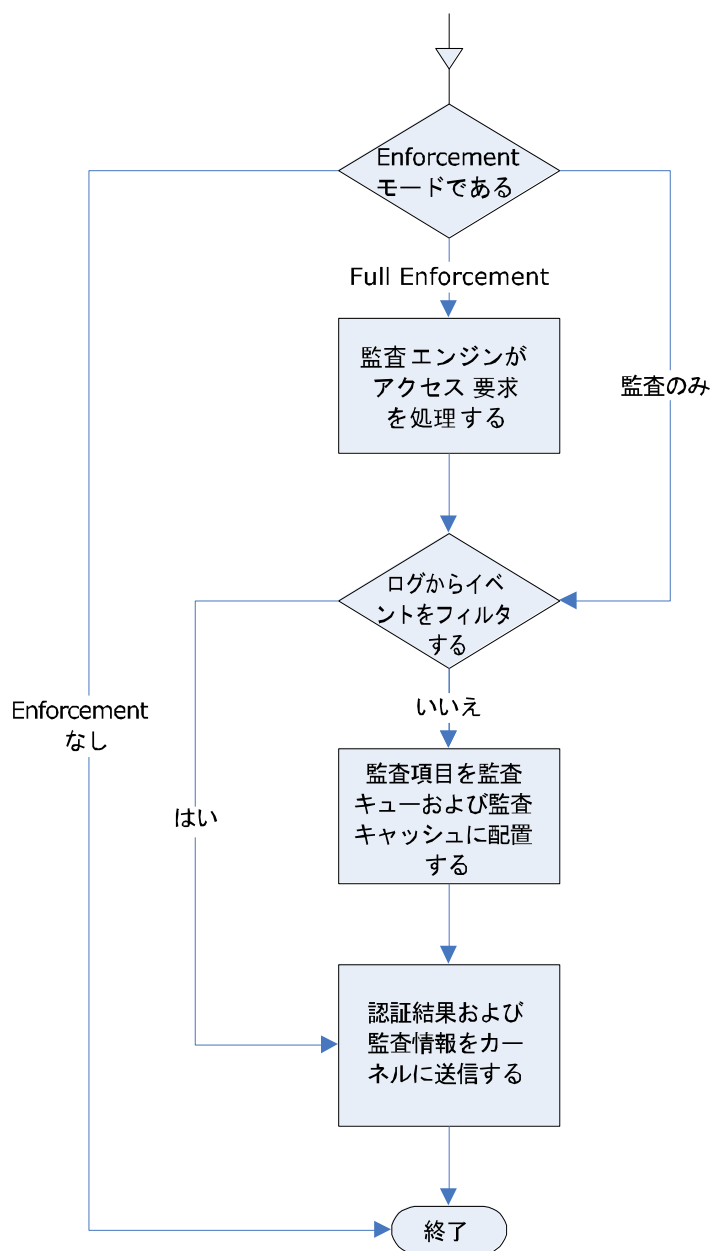 Enforcement
モードである
Full Enforcement
監査エンジンが
アクセス 要求
を処理する
監査のみ
ログからイベ
ントをフィルタ
する
Enforcement
なし
いいえ
監査項目を監査
キューおよび監査
キャッシュに配置
する
はい
認証結果および
監査情報をカー
ネルに送信する
終了